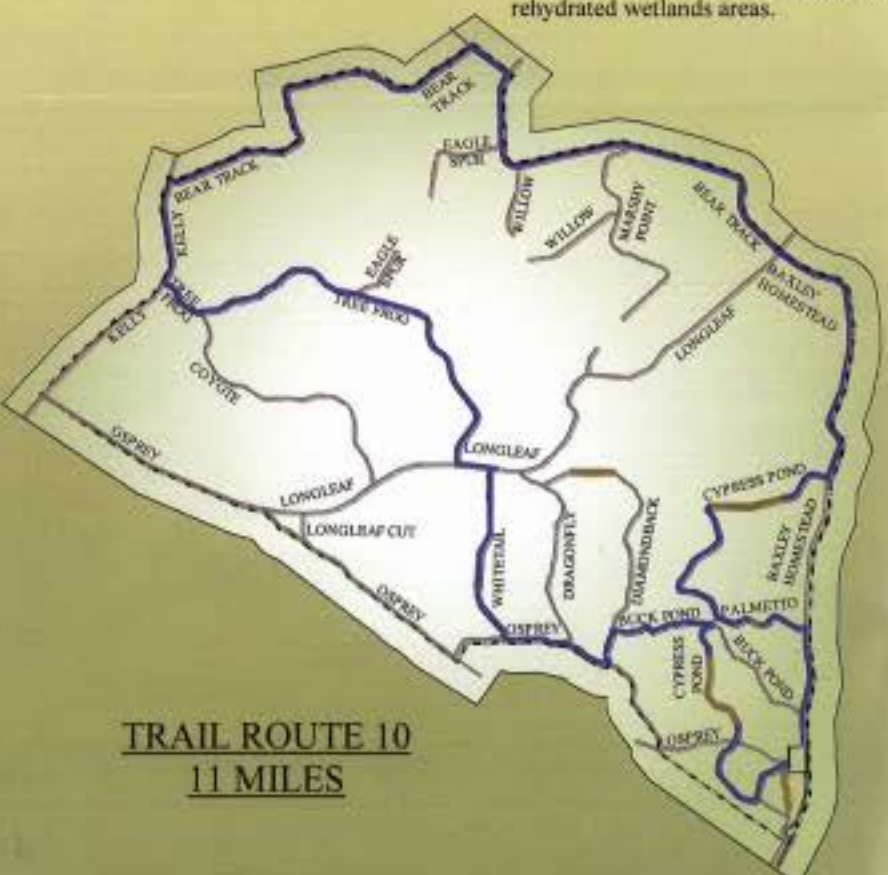 rehydrated wetlands areas.
BEAR
TRACK
EAGLE
SPUR
BEAR TRACK
WILLOW
MARSHY
POINT
BEAR TRACK
KELLY
WILLOW
EAGLE
SPUR
BAXLEY
HOMESTEAD
TREE
FROG
TREE FROG
KELLY
LONGLEAF
COYOTE
OSPREY
LONGLEAF
LONGLEAF
CYPRESS POND
LONGLEAF CUT
WHITETAIL
DRAGONFLY
DIAMONDBACK
BAXLEY
HOMESTEAD
OSPREY
BUCK POND
PALMETTO
OSPREY
CYPRESS
POND
BUCK POND
OSPREY
TRAIL ROUTE 10
11 MILES